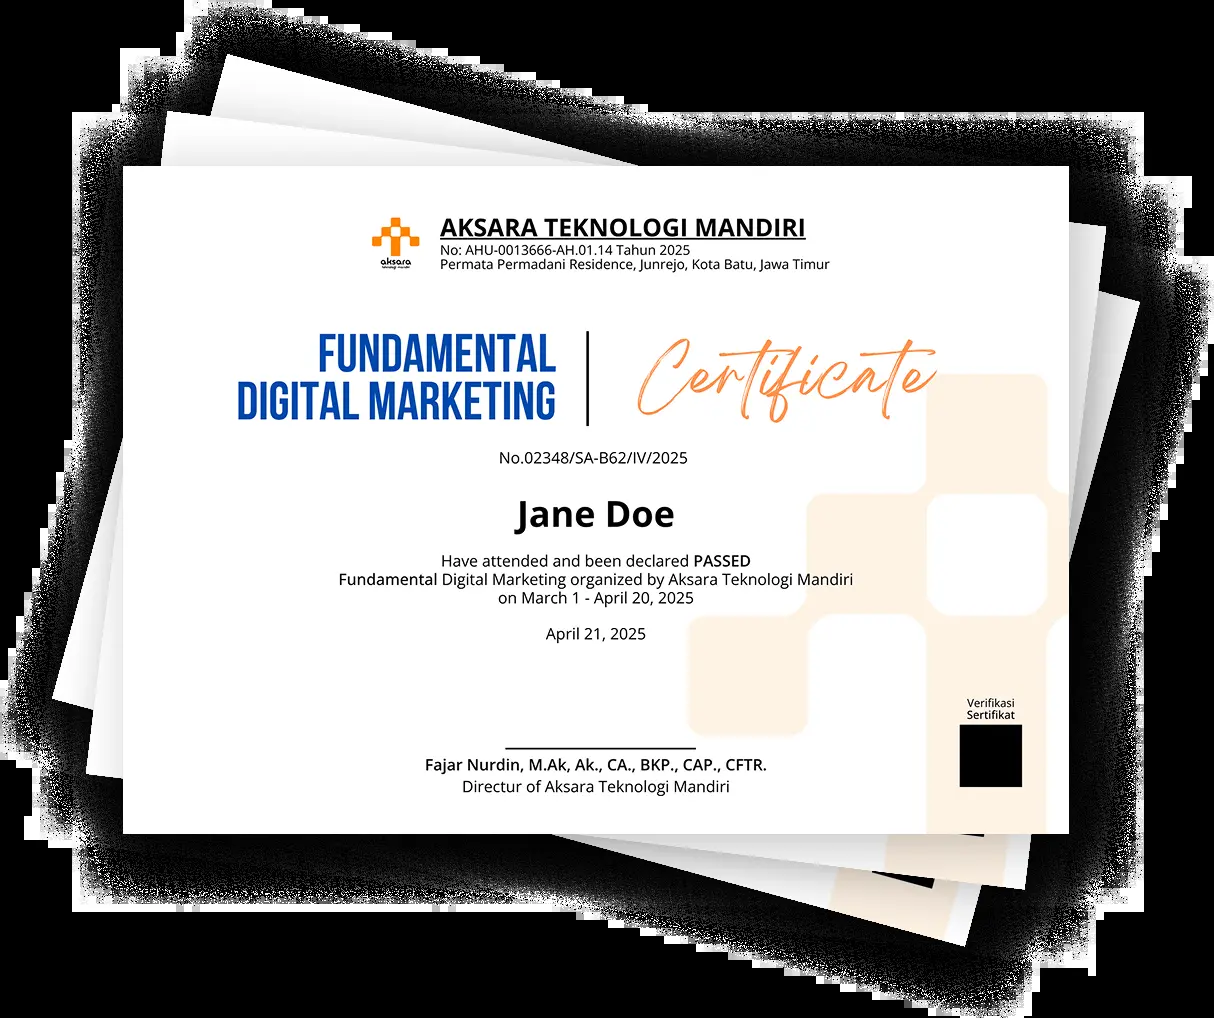 aksara
teknologi mandiri
AKSARA TEKNOLOGI MANDIRI
No: AHU-0013666-AH.01.14 Tahun 2025
Permata Permadani Residence, Junrejo, Kota Batu, Jawa Timur
FUNDAMENTAL
DIGITAL MARKETING
Certificate
No.02348/SA-B62/IV/2025
Jane Doe
Have attended and been declared PASSED
Fundamental Digital Marketing organized by Aksara Teknologi Mandiri
on March 1 - April 20, 2025
April 21, 2025
Verifikasi
Sertifikat
Fajar Nurdin, M.Ak, Ak., CA., BKP., CAP., CFTR.
Directur of Aksara Teknologi Mandiri